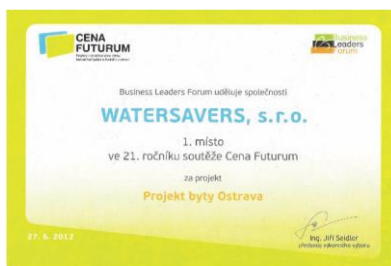 CENA
FUTURUM
Business
Leaders
Forum
Business Leaders Forum uděluje společnosti
WATERSAVERS, s.r.o.
1. místo
ve 21. ročníku soutěže Cena Futurum
za projekt
Projekt byty Ostrava
27. 6. 2012
Ing. Jiří Seidler
předseda výkonného výboru